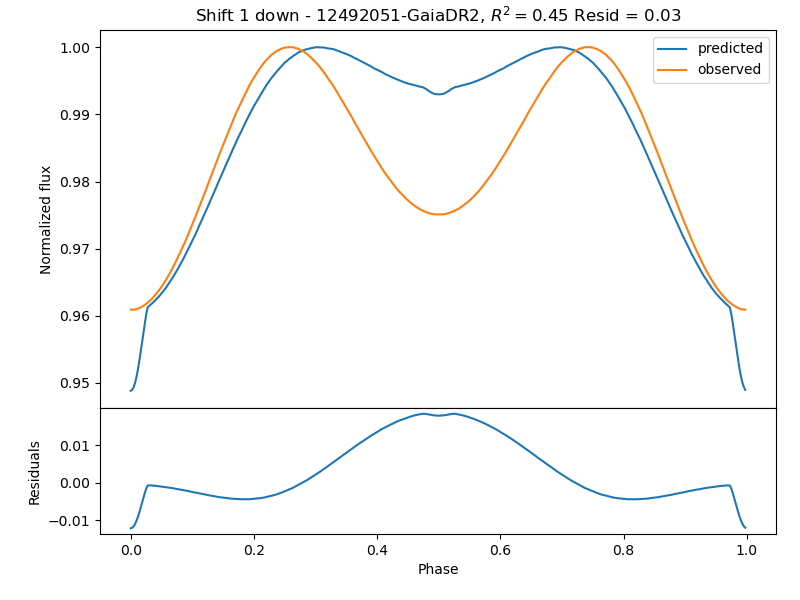 Shift 1 down - 12492051-GaiaDR2, R² = 0.45 Resid = 0.03
predicted
observed
1.00
0.99
0.98
0.97
0.96
0.95
Normalized flux
0.01
0.00
−0.01
Residuals
0.0 0.2 0.4 0.6 0.8 1.0
Phase